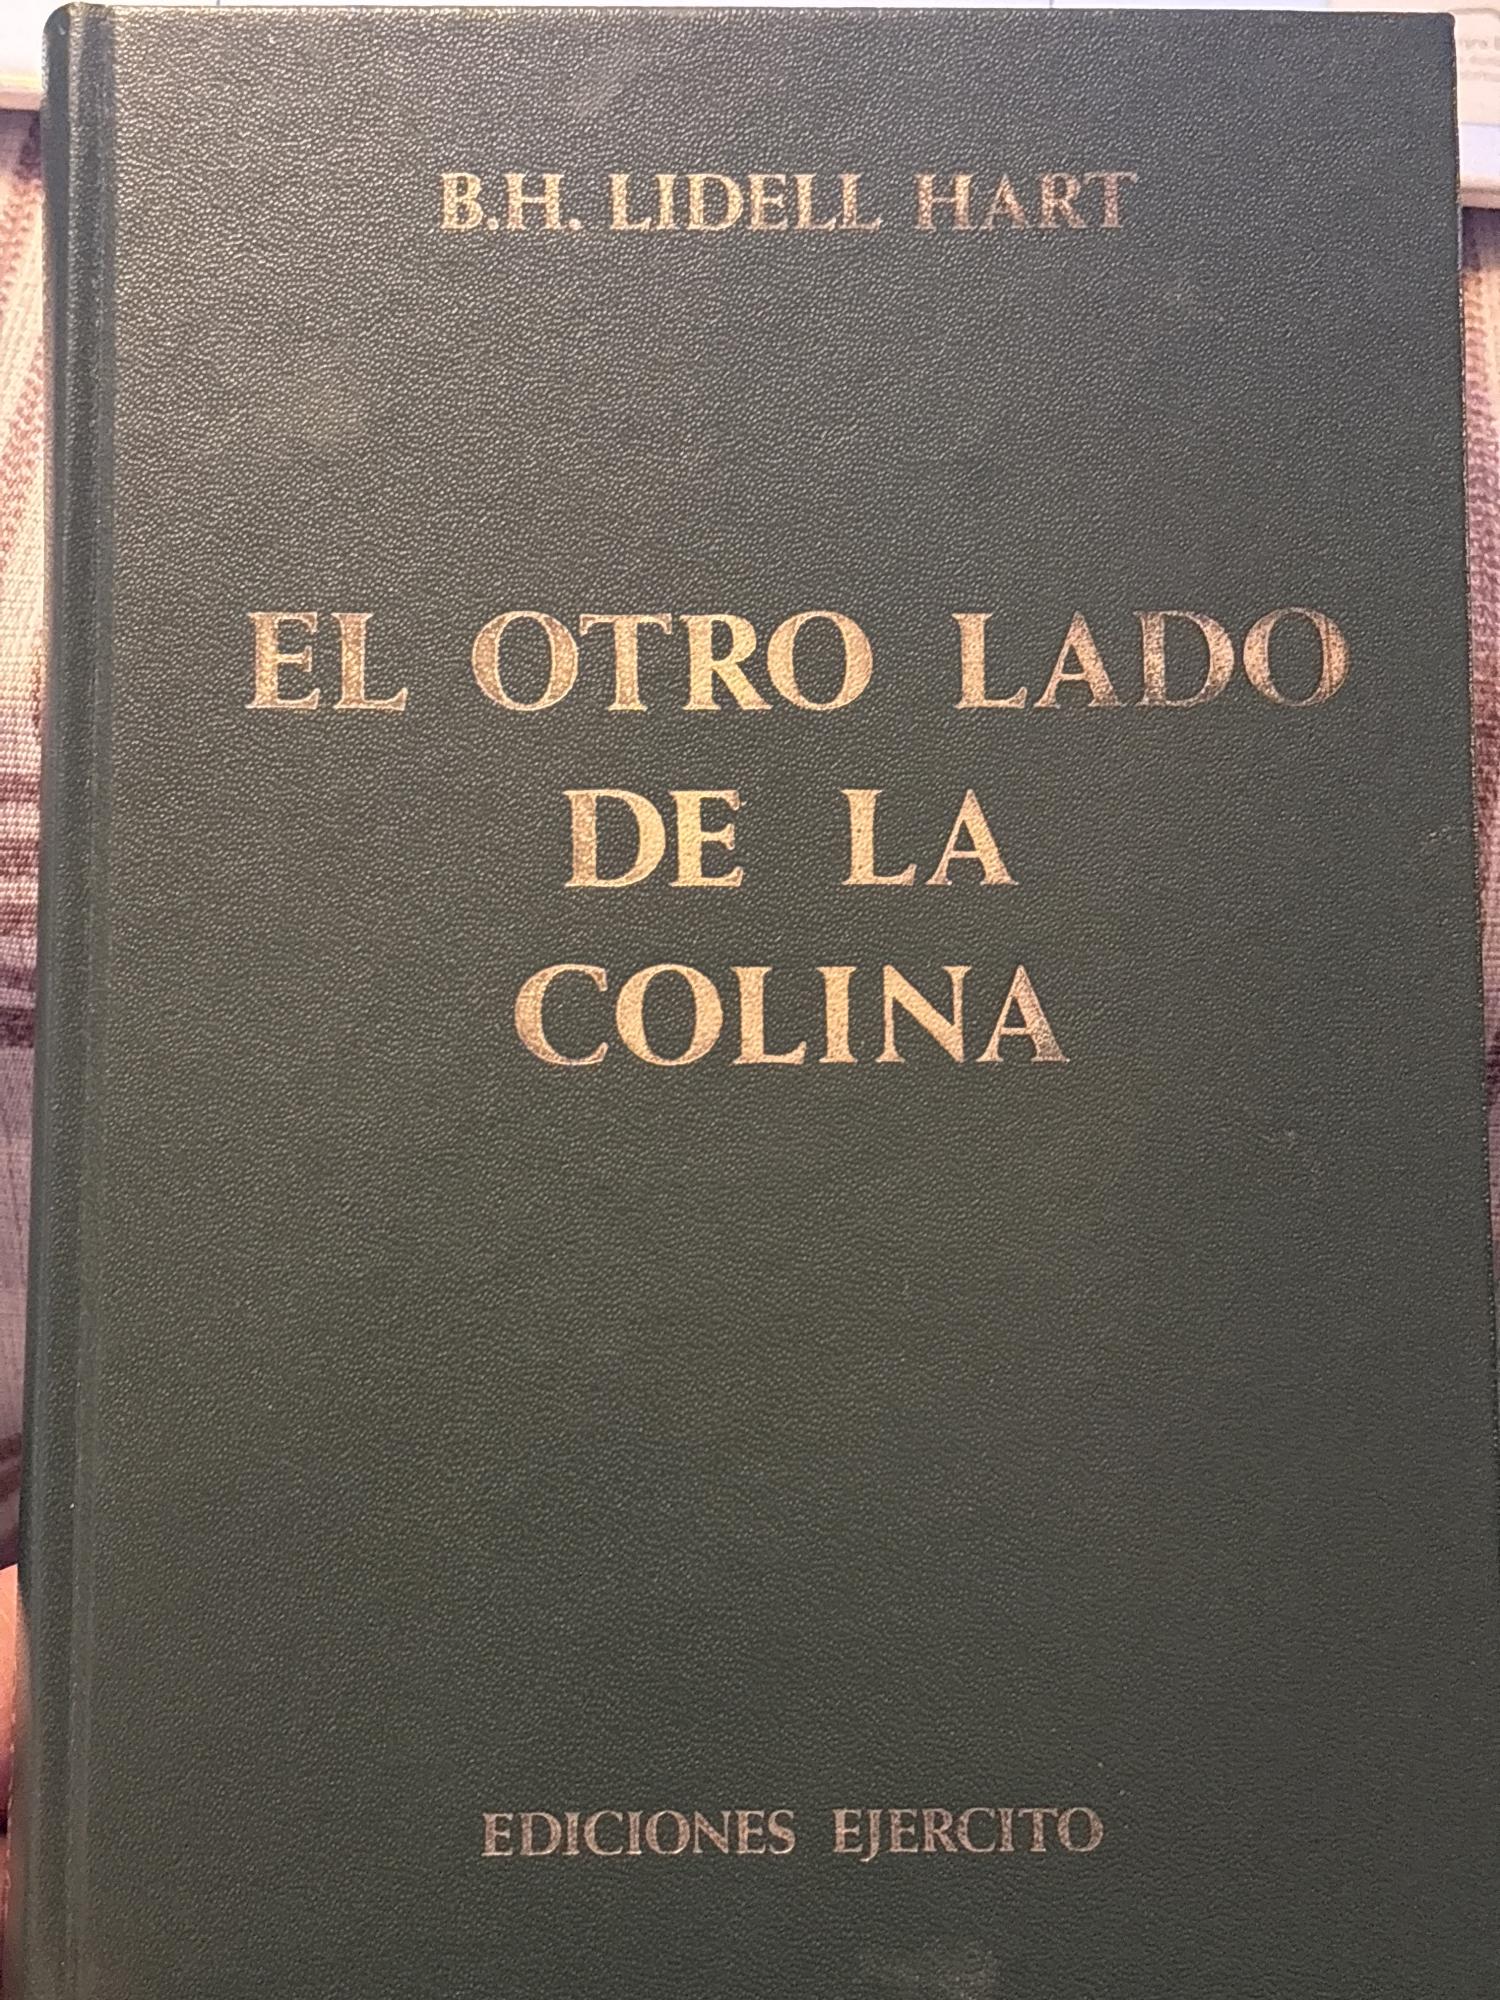 B.H. LIDELL HART
EL OTRO LADO
DE LA
COLINA
EDICIONES EJERCITO